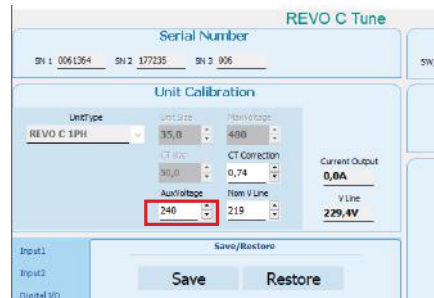 REVO C Tune
Serial Number
SN 1 0061364 SN 2 177235 SN 3 006
SW
Unit Calibration
UnitType Unit Size MaxVoltage
REVO C 1PH 35,0 480
CT size CT Correction
50,0 0,74
Current Output
0,0A
AuxVoltage Nom V Line
V Line
240 219
229,4V
Input1
Save/Restore
Input2
Save Restore
Digital I/O